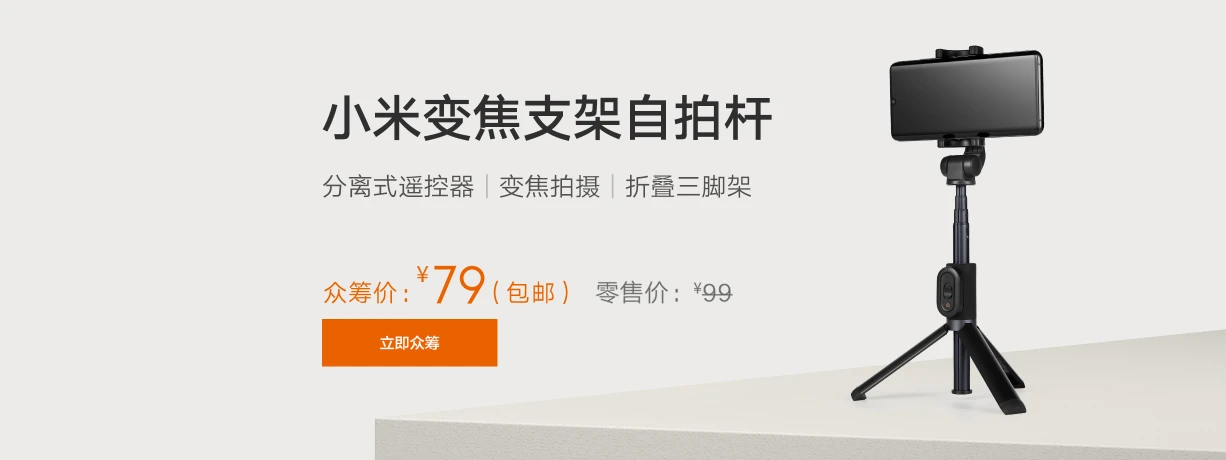 小米变焦支架自拍杆
分离式遥控器｜变焦拍摄｜折叠三脚架
众筹价：¥79（包邮） 零售价：¥99
立即众筹